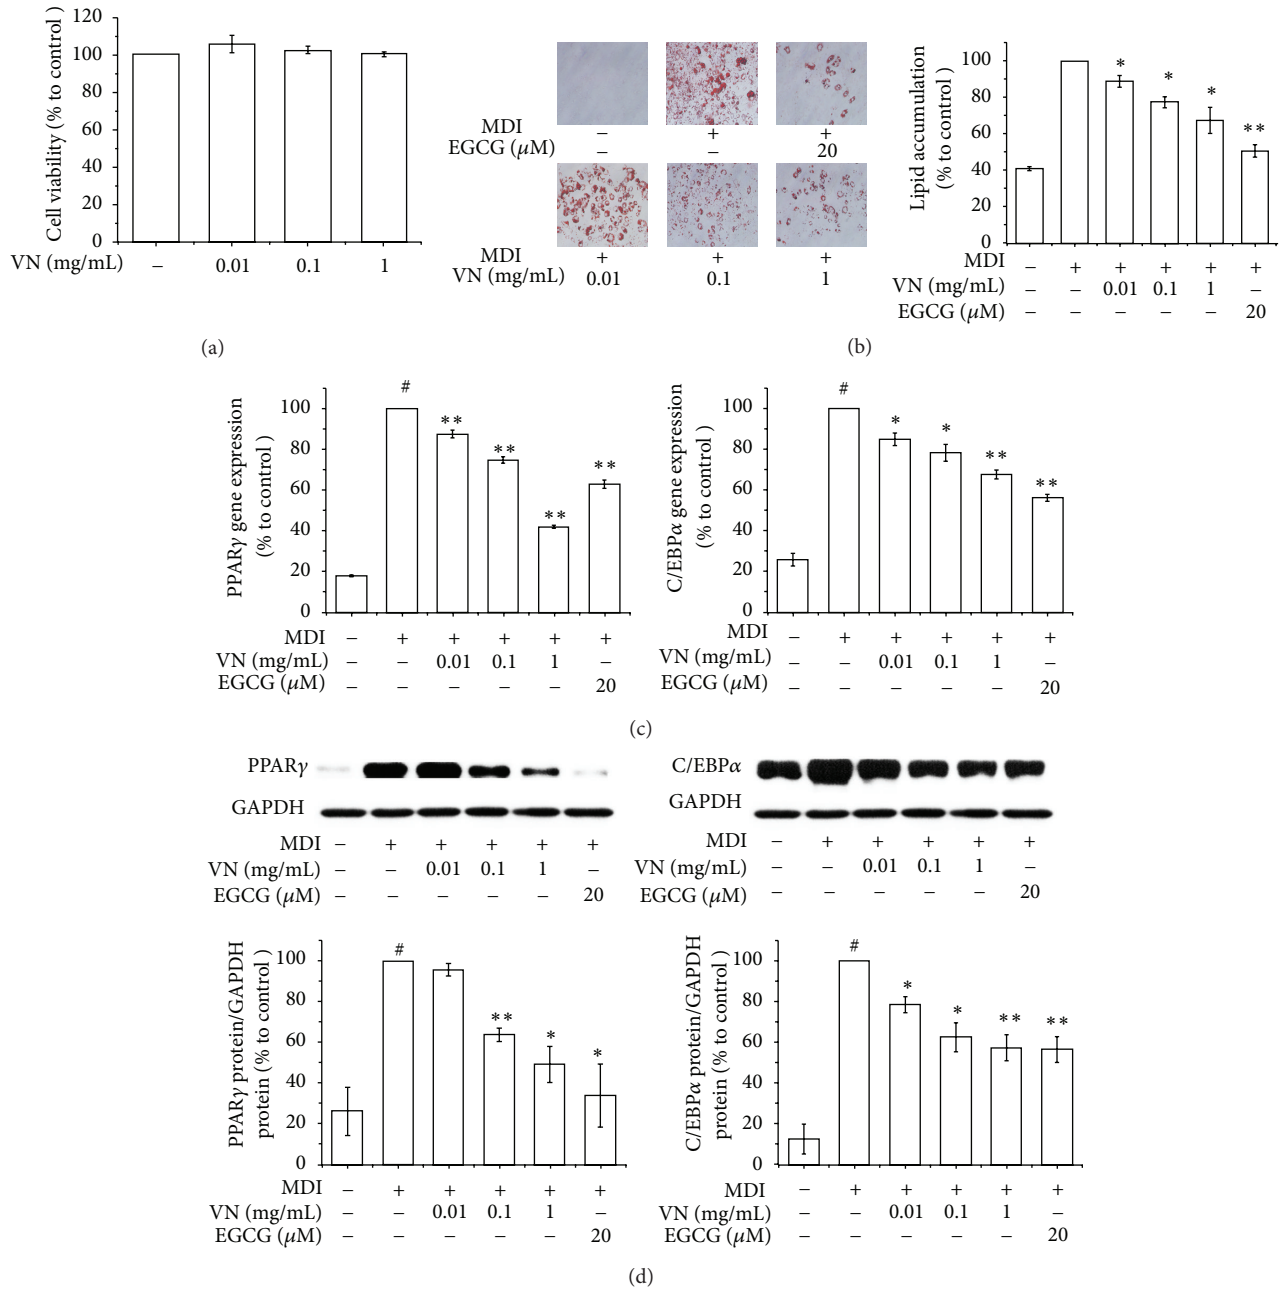 Cell viability (% to control )
120
100
80
60
40
20
0
VN (mg/mL) – 0.01 0.1 1
(a)
MDI – + +
EGCG (μM) – – 20
MDI + + +
VN (mg/mL) 0.01 0.1 1
Lipid accumulation
(% to control )
100
80
60
40
20
0
* * * **
MDI – + + + + +
VN (mg/mL) – – 0.01 0.1 1 –
EGCG (μM) – – – – – 20
(b)
PPARγ gene expression
(% to control )
100
80
60
40
20
0
# ** ** ** **
MDI – + + + + +
VN (mg/mL) – – 0.01 0.1 1 –
EGCG (μM) – – – – – 20
C/EBPα gene expression
(% to control )
100
80
60
40
20
0
# * * ** **
MDI – + + + + +
VN (mg/mL) – – 0.01 0.1 1 –
EGCG (μM) – – – – – 20
(c)
PPARγ
GAPDH
MDI – + + + + +
VN (mg/mL) – – 0.01 0.1 1 –
EGCG (μM) – – – – – 20
C/EBPα
GAPDH
MDI – + + + + +
VN (mg/mL) – – 0.01 0.1 1 –
EGCG (μM) – – – – – 20
PPARγ protein/GAPDH
protein (% to control )
100
80
60
40
20
0
# ** * *
MDI – + + + + +
VN (mg/mL) – – 0.01 0.1 1 –
EGCG (μM) – – – – – 20
C/EBPα protein/GAPDH
protein (% to control )
100
80
60
40
20
0
# * * ** **
MDI – + + + + +
VN (mg/mL) – – 0.01 0.1 1 –
EGCG (μM) – – – – – 20
(d)